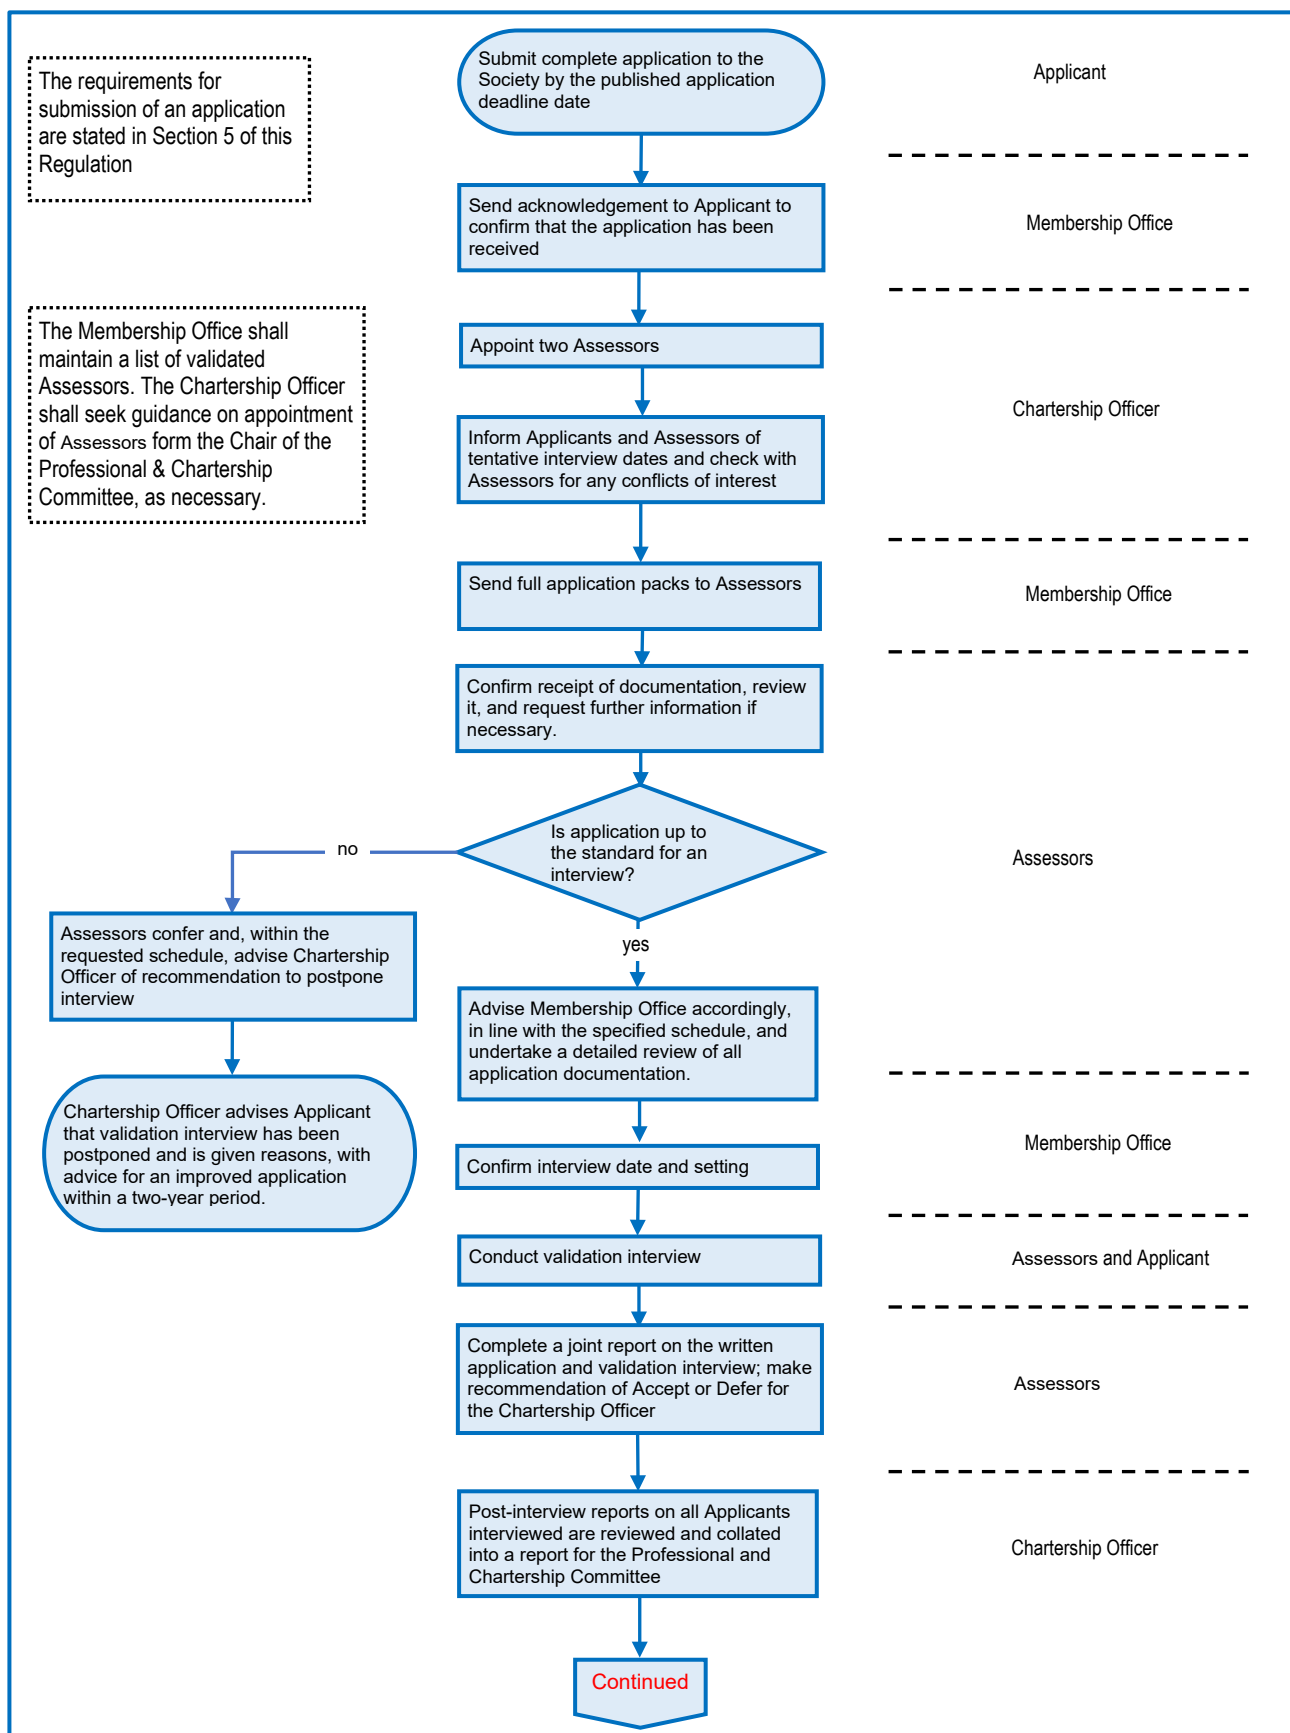 Submit complete application to the
Society by the published application
deadline date
Applicant
The requirements for
submission of an application
are stated in Section 5 of this
Regulation
Send acknowledgement to Applicant to
confirm that the application has been
received
Membership Office
The Membership Office shall
maintain a list of validated
Assessors. The Chartership Officer
shall seek guidance on appointment
of Assessors form the Chair of the
Professional & Chartership
Committee, as necessary.
Appoint two Assessors
Chartership Officer
Inform Applicants and Assessors of
tentative interview dates and check with
Assessors for any conflicts of interest
Send full application packs to Assessors
Membership Office
Confirm receipt of documentation, review
it, and request further information if
necessary.
Is application up to
the standard for an
interview?
no
yes
Assessors
Assessors confer and, within the
requested schedule, advise Chartership
Officer of recommendation to postpone
interview
Chartership Officer advises Applicant
that validation interview has been
postponed and is given reasons, with
advice for an improved application
within a two-year period.
Advise Membership Office accordingly,
in line with the specified schedule, and
undertake a detailed review of all
application documentation.
Confirm interview date and setting
Membership Office
Conduct validation interview
Assessors and Applicant
Complete a joint report on the written
application and validation interview; make
recommendation of Accept or Defer for
the Chartership Officer
Assessors
Post-interview reports on all Applicants
interviewed are reviewed and collated
into a report for the Professional and
Chartership Committee
Chartership Officer
Continued